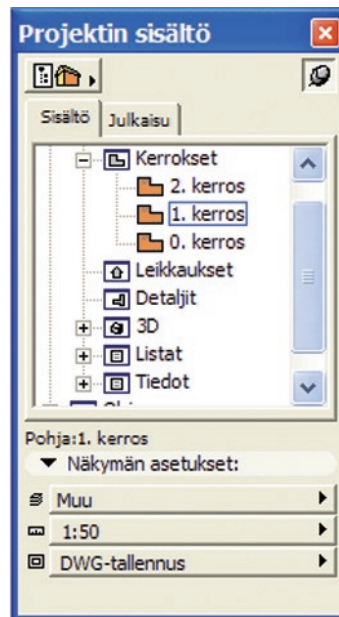 Projektin sisältö
Sisältö Julkaisu
Kerrokset
2. kerros
1. kerros
0. kerros
Leikkaukset
Detaljit
3D
Listat
Tiedot
Pohja:1. kerros
Näkymän asetukset:
Muu
1:50
DWG-tallennus